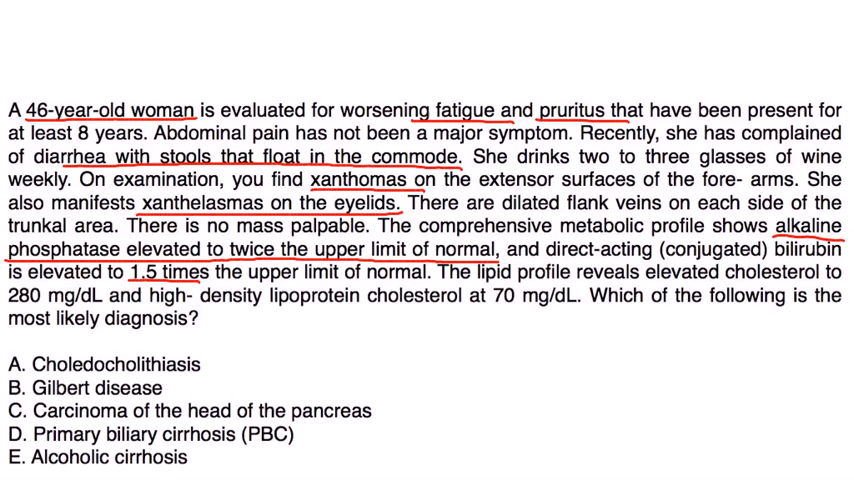 A 46-year-old woman is evaluated for worsening fatigue and pruritus that have been present for
at least 8 years. Abdominal pain has not been a major symptom. Recently, she has complained
of diarrhea with stools that float in the commode. She drinks two to three glasses of wine
weekly. On examination, you find xanthomas on the extensor surfaces of the fore- arms. She
also manifests xanthelasmas on the eyelids. There are dilated flank veins on each side of the
trunkal area. There is no mass palpable. The comprehensive metabolic profile shows alkaline
phosphatase elevated to twice the upper limit of normal, and direct-acting (conjugated) bilirubin
is elevated to 1.5 times the upper limit of normal. The lipid profile reveals elevated cholesterol to
280 mg/dL and high- density lipoprotein cholesterol at 70 mg/dL. Which of the following is the
most likely diagnosis?
A. Choledocholithiasis
B. Gilbert disease
C. Carcinoma of the head of the pancreas
D. Primary biliary cirrhosis (PBC)
E. Alcoholic cirrhosis